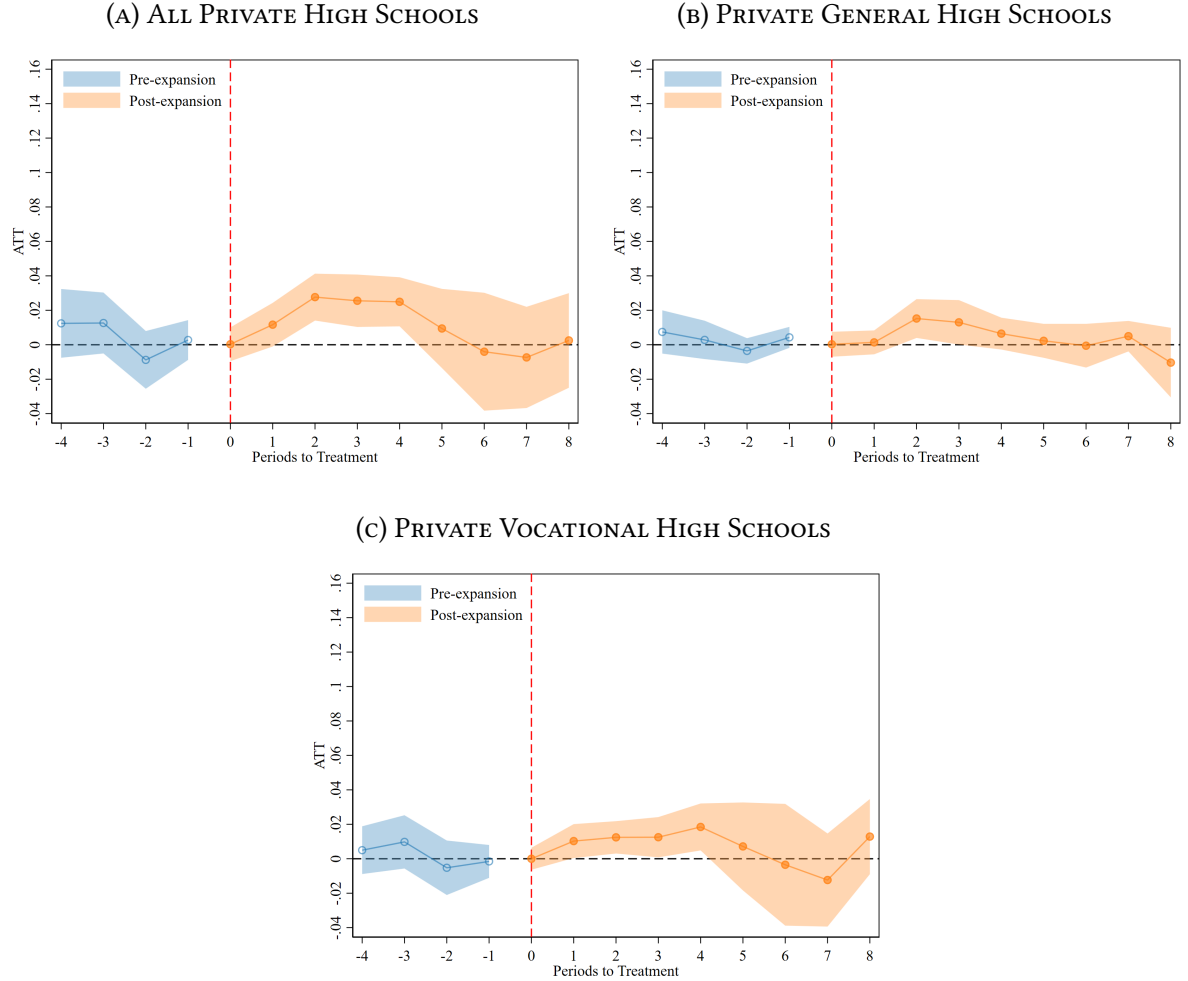 (A) All Private High Schools
Pre-expansion
Post-expansion
.16
.14
.12
.1
.08
.06
.04
.02
0
-.02
-.04
ATT
-4 -3 -2 -1 0 1 2 3 4 5 6 7 8
Periods to Treatment
(B) Private General High Schools
Pre-expansion
Post-expansion
.16
.14
.12
.1
.08
.06
.04
.02
0
-.02
-.04
ATT
-4 -3 -2 -1 0 1 2 3 4 5 6 7 8
Periods to Treatment
(C) Private Vocational High Schools
Pre-expansion
Post-expansion
.16
.14
.12
.1
.08
.06
.04
.02
0
-.02
-.04
ATT
-4 -3 -2 -1 0 1 2 3 4 5 6 7 8
Periods to Treatment